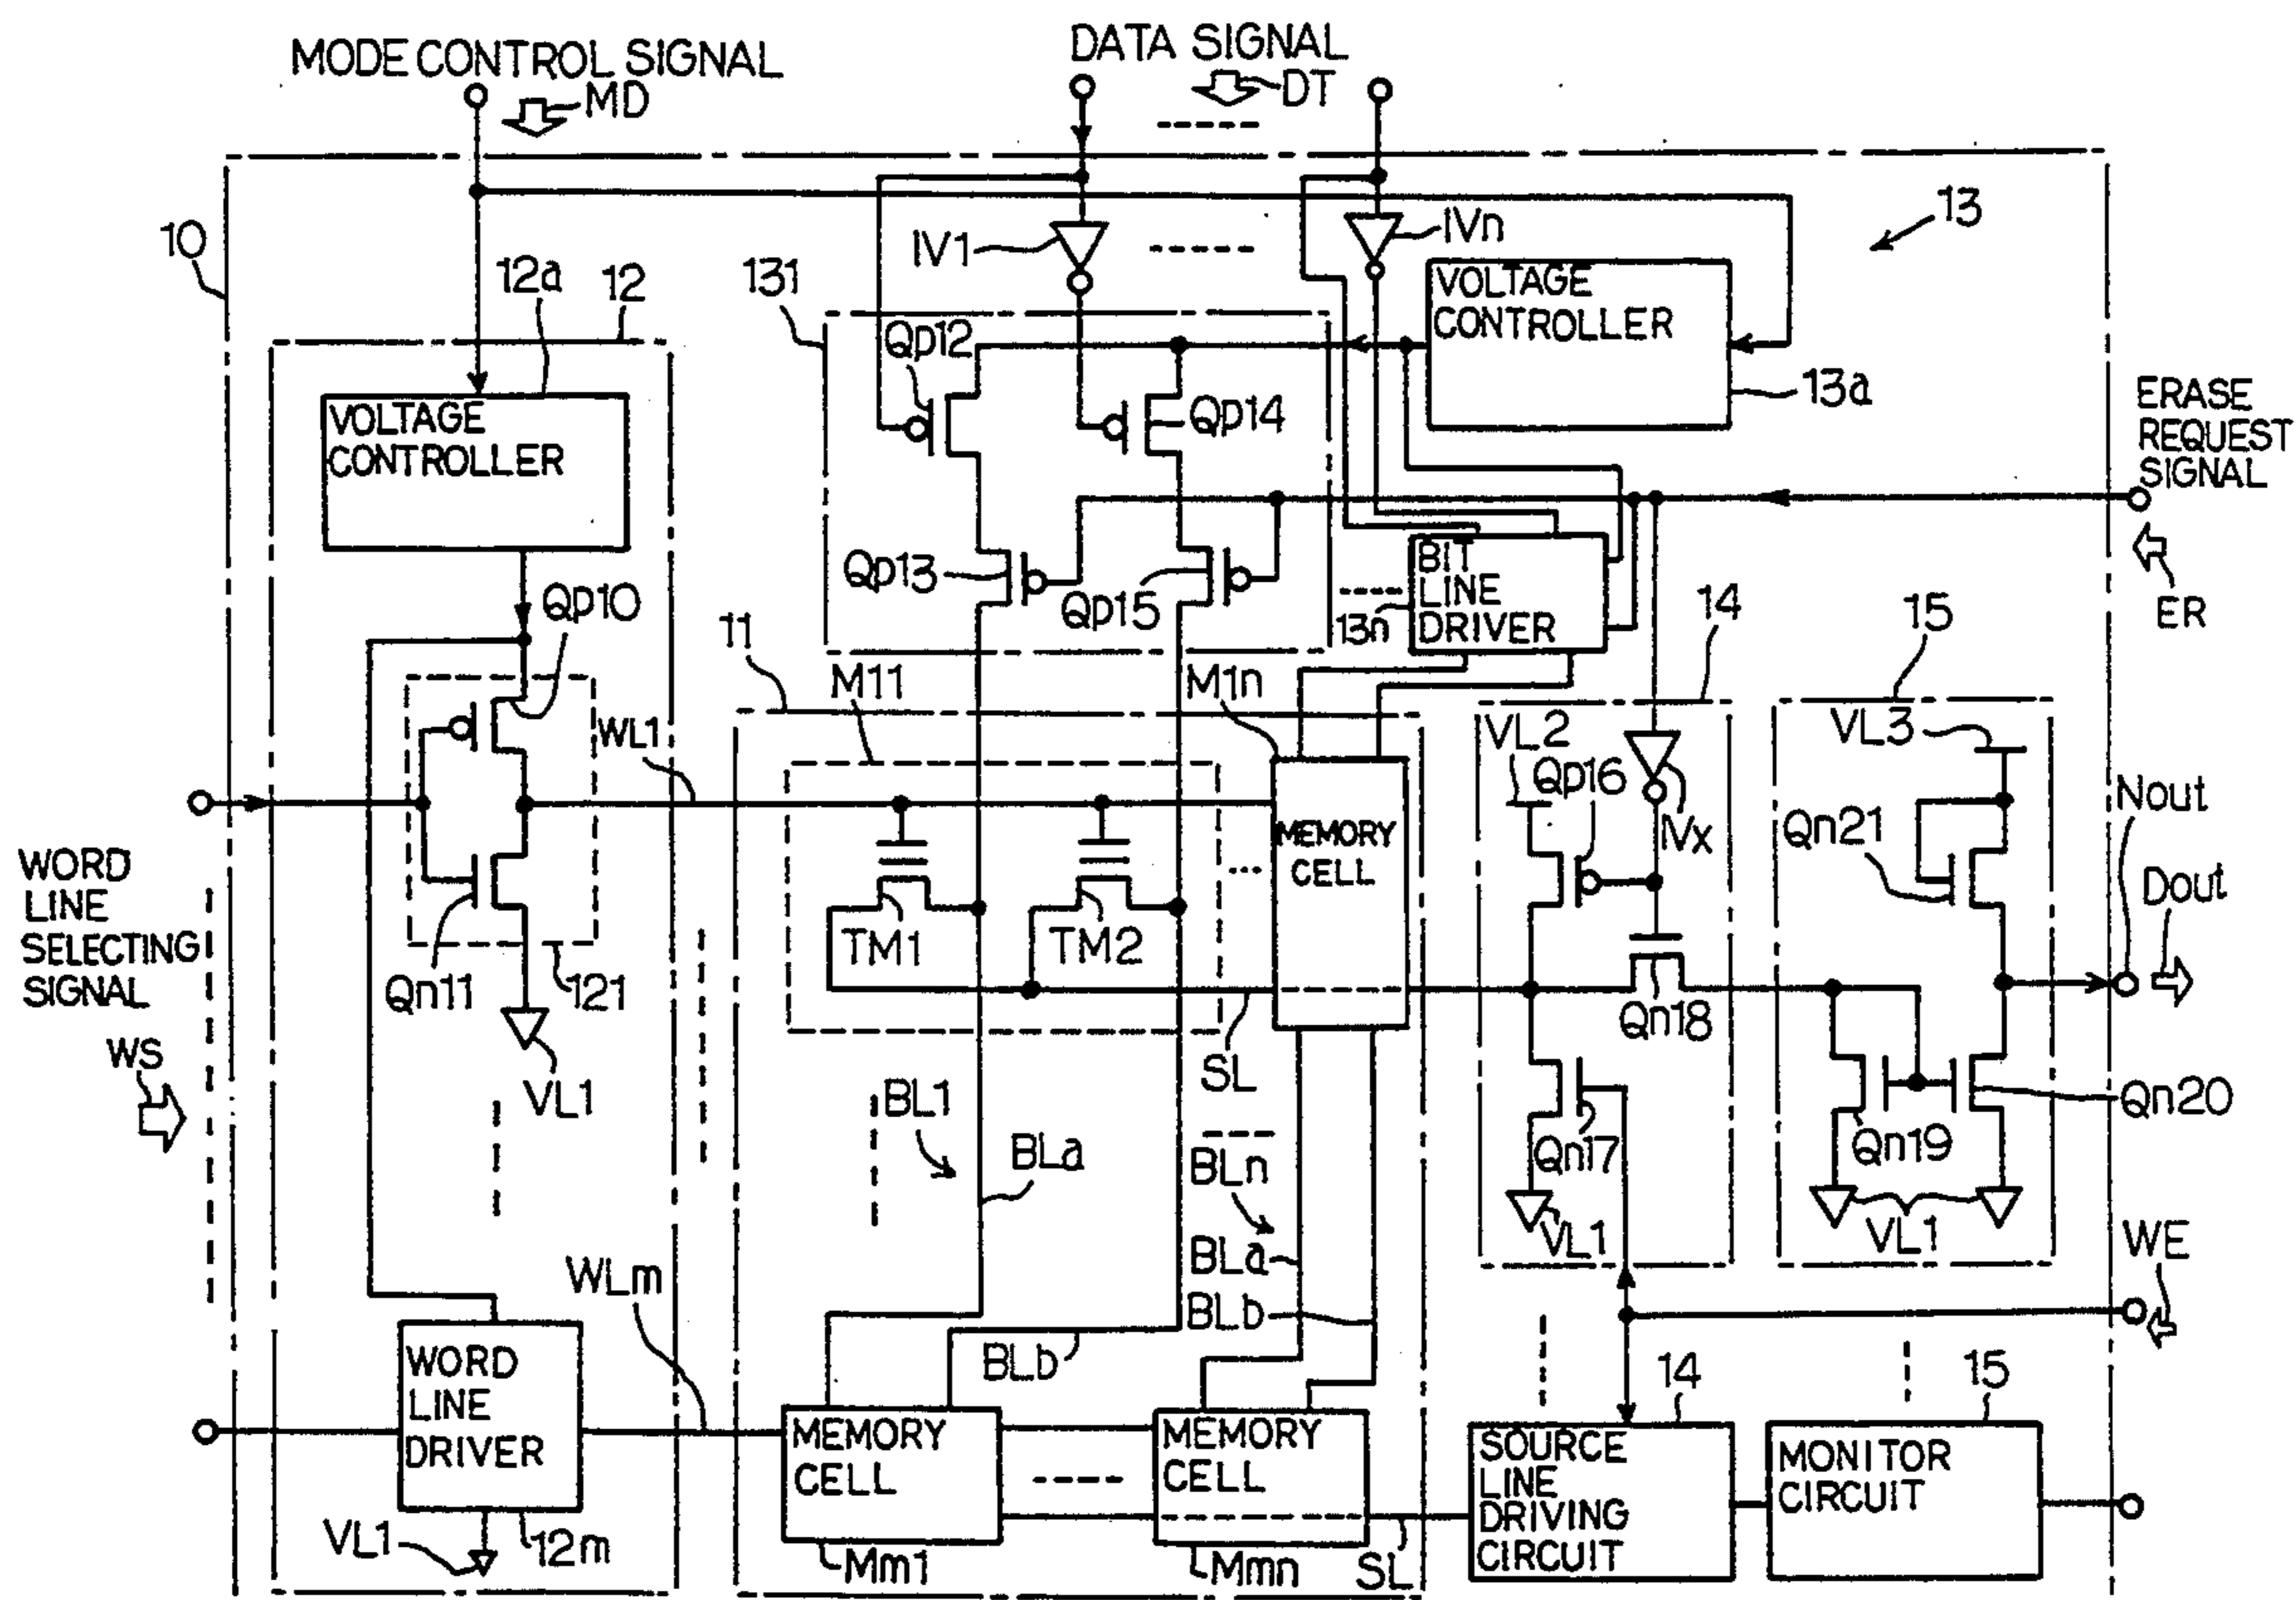 MODE CONTROL SIGNAL
MD
DATA SIGNAL
DT
10
13
IV1
IVn
131
12a
12
VOLTAGE
CONTROLLER
13a
Qp12
Qp14
VOLTAGE
CONTROLLER
ERASE
REQUEST
SIGNAL
ER
Qp13
Qp15
BIT
LINE
DRIVER
13n
Qp10
14
15
11
M11
M1n
WL1
VL2
Qp16
IVx
VL3
Qn21
Nout
Dout
WORD
LINE
SELECTING
SIGNAL
MEMORY
CELL
TM1
TM2
Qn11
121
VL1
Qn18
SL
WS
BL1
BLa
BLn
BLa
BLb
Qn17
VL1
Qn19
Qn20
VL1
WE
WLm
BLb
WORD
LINE
DRIVER
VL1
12m
MEMORY
CELL
Mm1
MEMORY
CELL
Mmn
SL
14
SOURCE
LINE
DRIVING
CIRCUIT
15
MONITOR
CIRCUIT